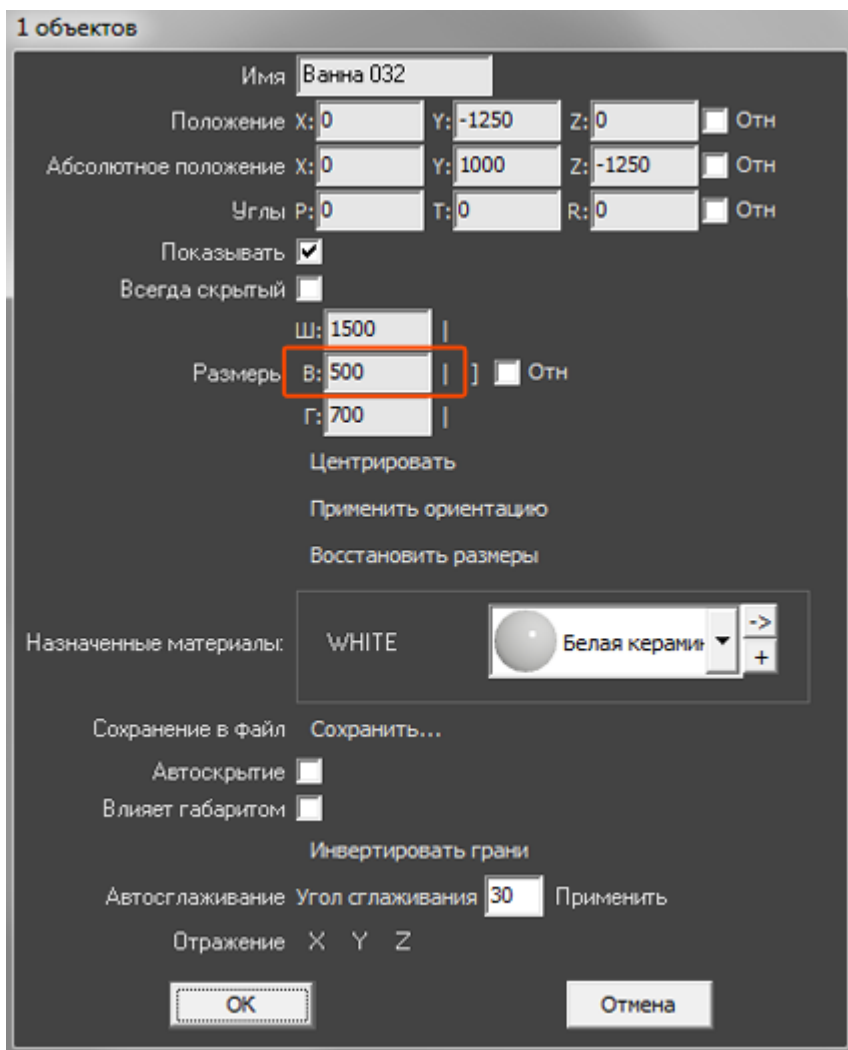 1 объектов
Имя Ванна 032
Положение X: 0 Y: -1250 Z: 0 Отн
Абсолютное положение X: 0 Y: 1000 Z: -1250 Отн
Углы P: 0 T: 0 R: 0 Отн
Показывать
Всегда скрытый
Ш: 1500 |
Размеры В: 500 | ] Отн
Г: 700 |
Центрировать
Применить ориентацию
Восстановить размеры
Назначенные материалы: WHITE Белая керами ->
+
Сохранение в файл Сохранить...
Автоскрытие
Влияет габаритом
Инвертировать грани
Автосглаживание Угол сглаживания 30 Применить
Отражение X Y Z
OK Отмена